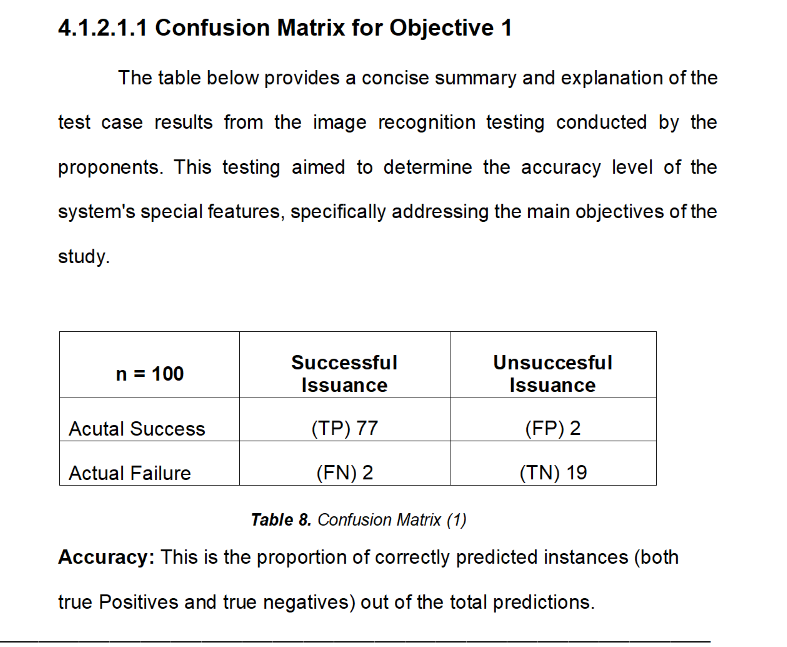 4.1.2.1.1 Confusion Matrix for Objective 1
The table below provides a concise summary and explanation of the
test case results from the image recognition testing conducted by the
proponents. This testing aimed to determine the accuracy level of the
system's special features, specifically addressing the main objectives of the
study.
n = 100
Successful
Issuance
Unsuccesful
Issuance
Acutal Success
(TP) 77
(FP) 2
Actual Failure
(FN) 2
(TN) 19
Table 8. Confusion Matrix (1)
Accuracy: This is the proportion of correctly predicted instances (both
true Positives and true negatives) out of the total predictions.